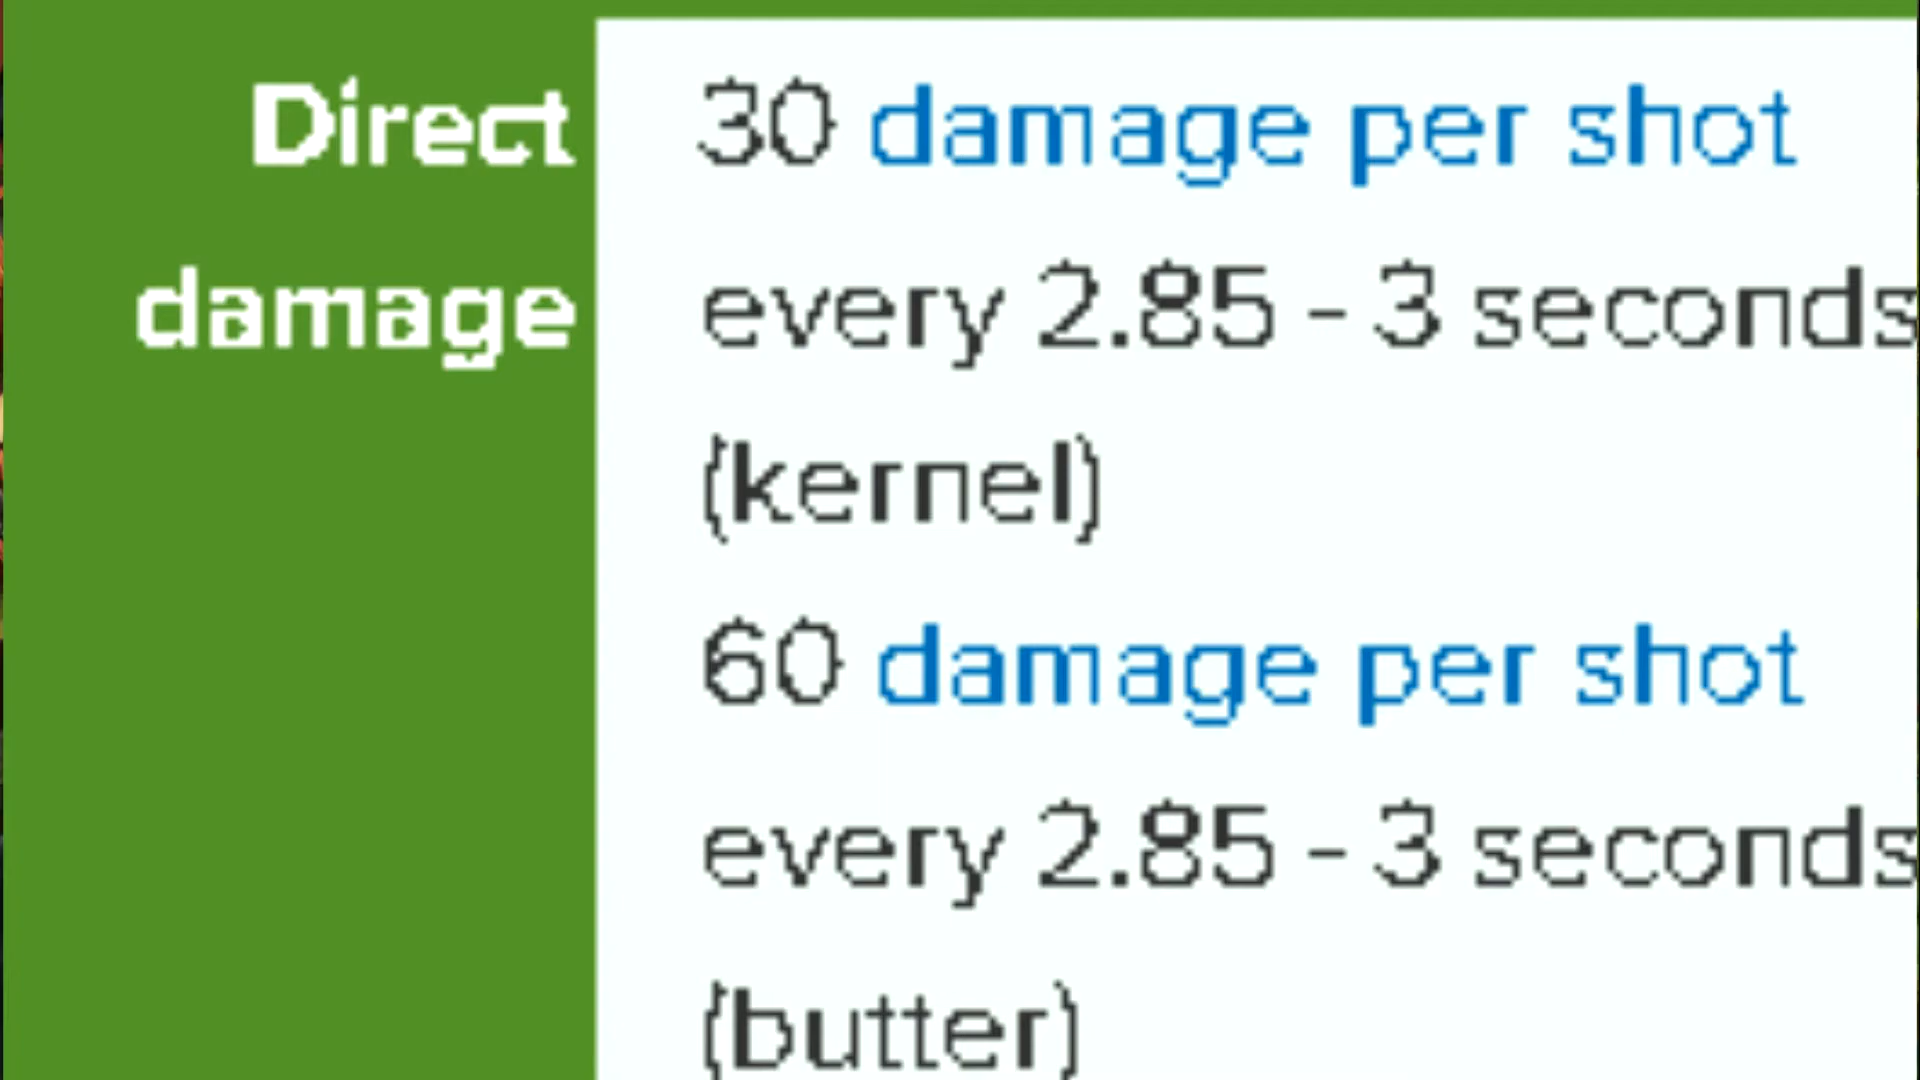 Direct
damage
30 damage per shot
every 2.85 - 3 seconds
(kernel)
60 damage per shot
every 2.85 - 3 seconds
(butter)